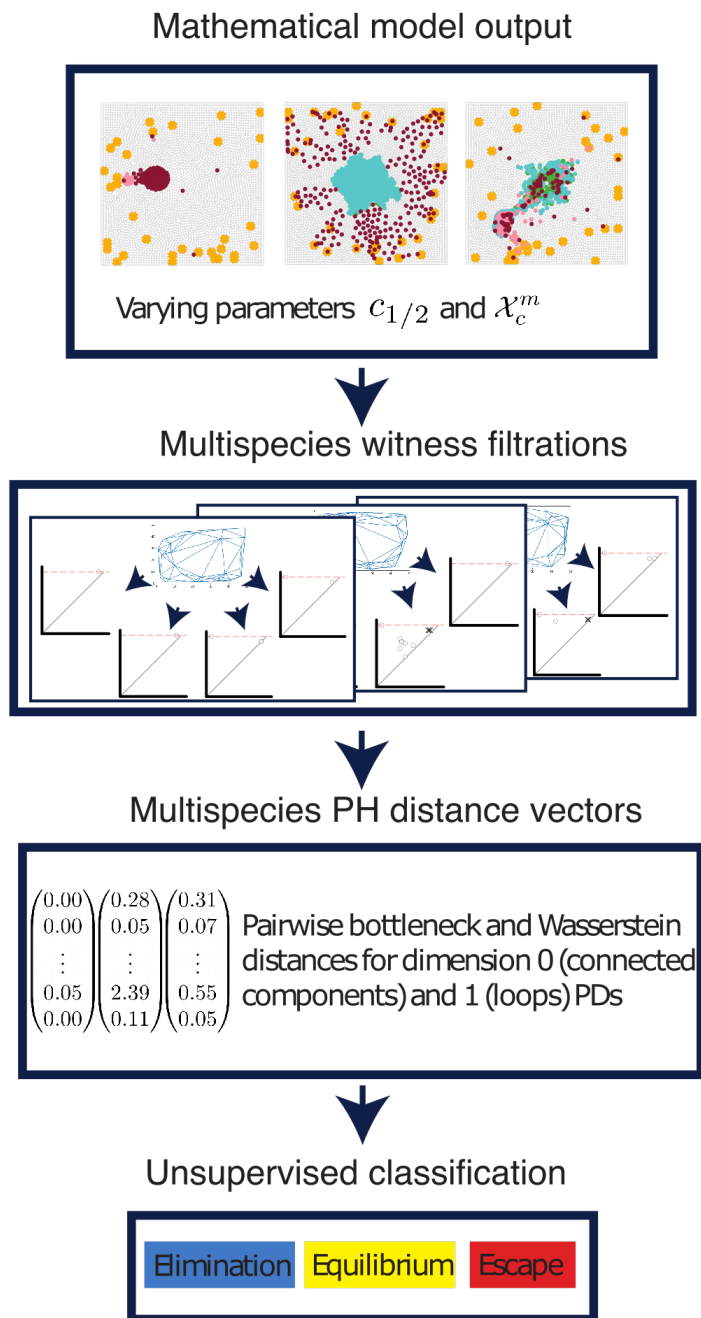 Mathematical model output
Varying parameters c_{1/2} and 𝒳_c^m
Multispecies witness filtrations
Multispecies PH distance vectors
0.00 0.28 0.31
0.00 0.05 0.07
⋮ ⋮ ⋮
0.05 2.39 0.55
0.00 0.11 0.05
Pairwise bottleneck and Wasserstein
distances for dimension 0 (connected
components) and 1 (loops) PDs
Unsupervised classification
Elimination Equilibrium Escape